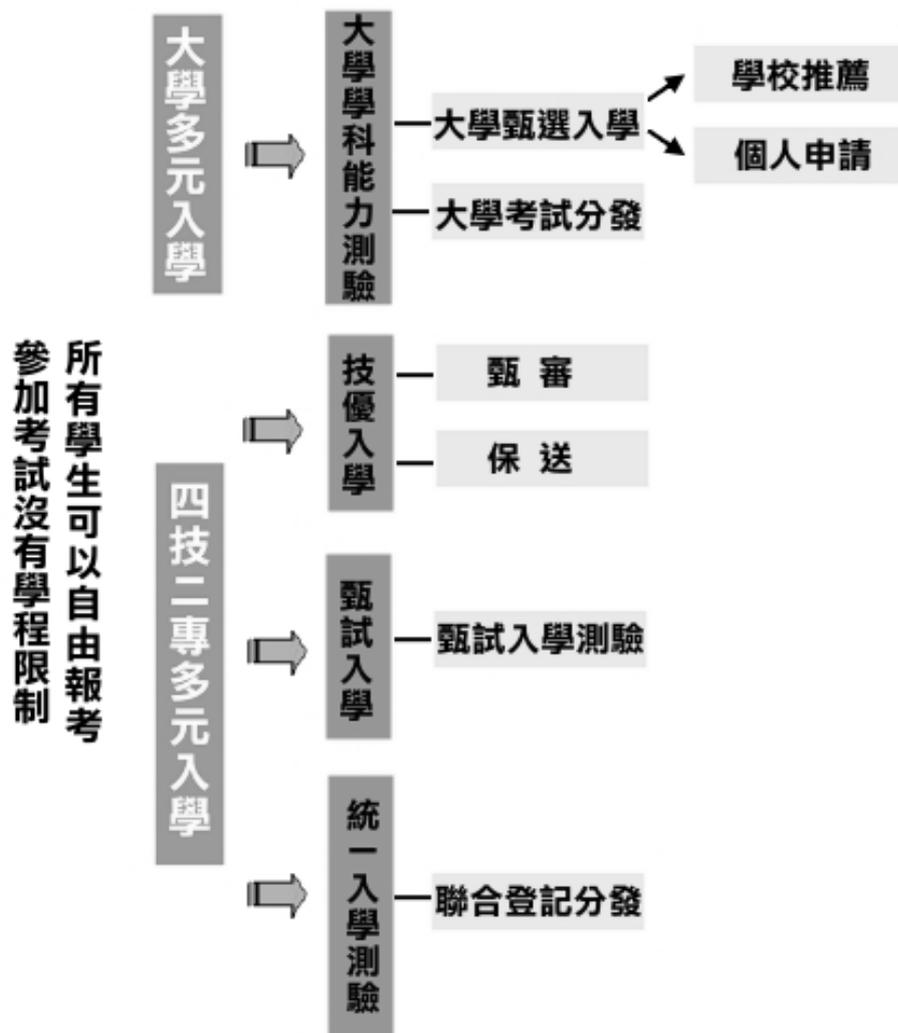 所有學生可以自由報考
參加考試沒有學程限制
大學多元入學
大學學科能力測驗
大學甄選入學
學校推薦
個人申請
大學考試分發
四技二專多元入學
技優入學
甄審
保送
甄試入學
甄試入學測驗
統一入學測驗
聯合登記分發